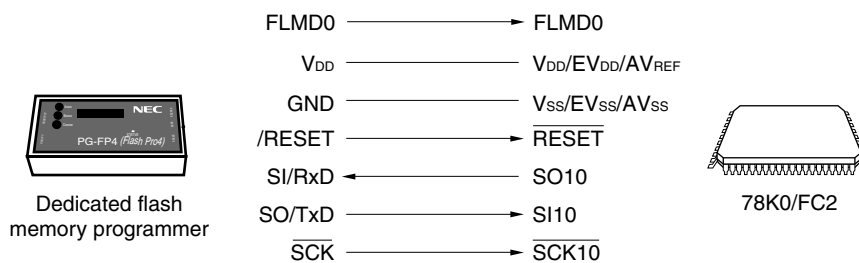 FLMD0 FLMD0
VDD VDD/EVDD/AVREF
GND VSS/EVSS/AVSS
/RESET RESET
SI/RxD SO10
SO/TxD SI10
SCK SCK10
NEC
PG-FP4 (Flash Pro4)
Dedicated flash
memory programmer
78K0/FC2